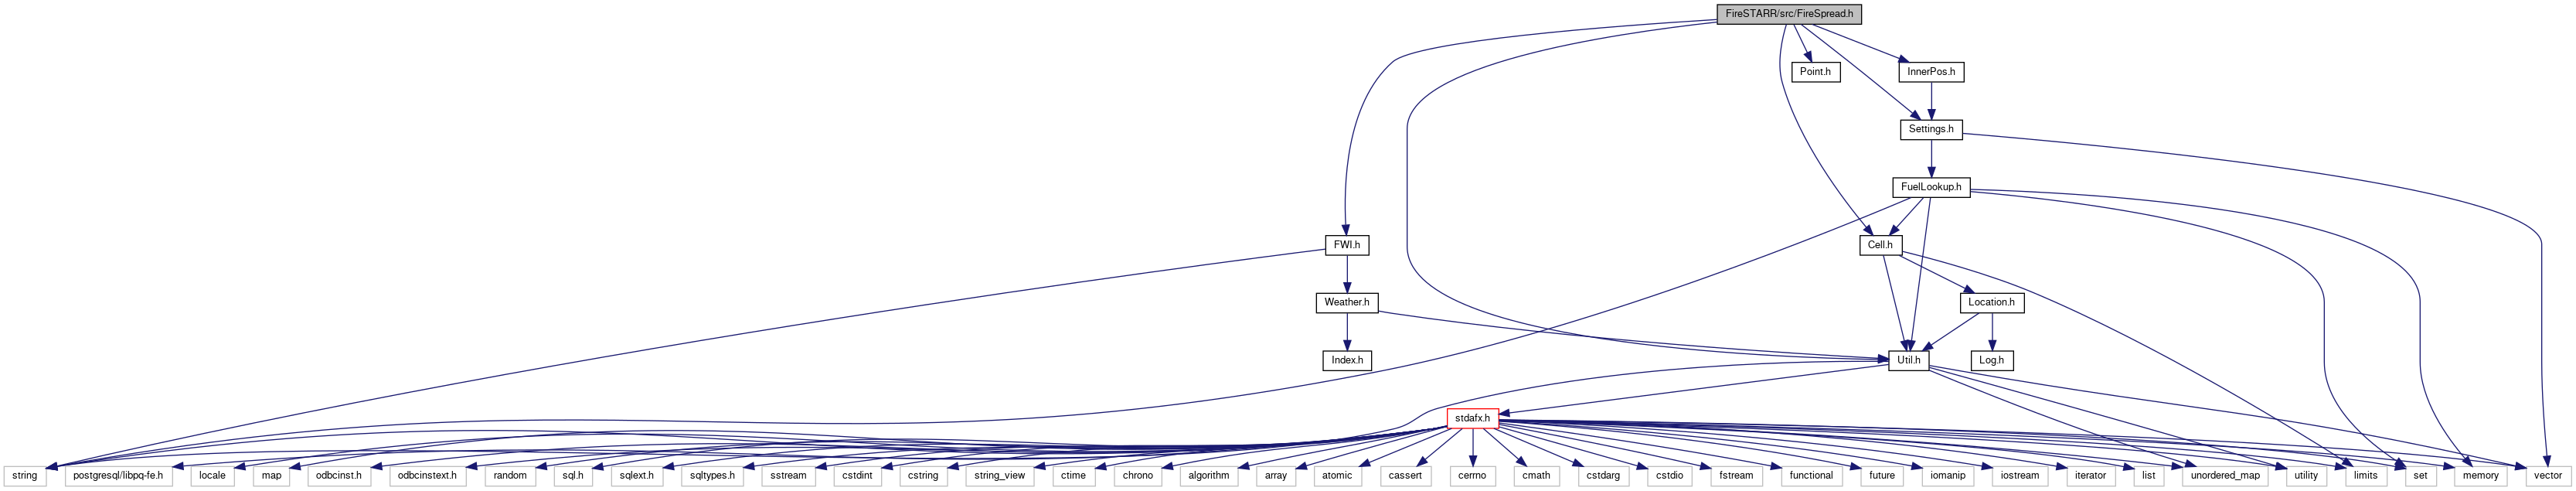 FireSTARR/src/FireSpread.h
Point.h
InnerPos.h
Settings.h
FuelLookup.h
FWI.h
Cell.h
Weather.h
Location.h
Index.h
Util.h
Log.h
stdafx.h
string
postgresql/libpq-fe.h
locale
map
odbcinst.h
odbcinstext.h
random
sql.h
sqlext.h
sqltypes.h
sstream
cstdint
cstring
string_view
ctime
chrono
algorithm
array
atomic
cassert
cerrno
cmath
cstdarg
cstdio
fstream
functional
future
iomanip
iostream
iterator
list
unordered_map
utility
limits
set
memory
vector